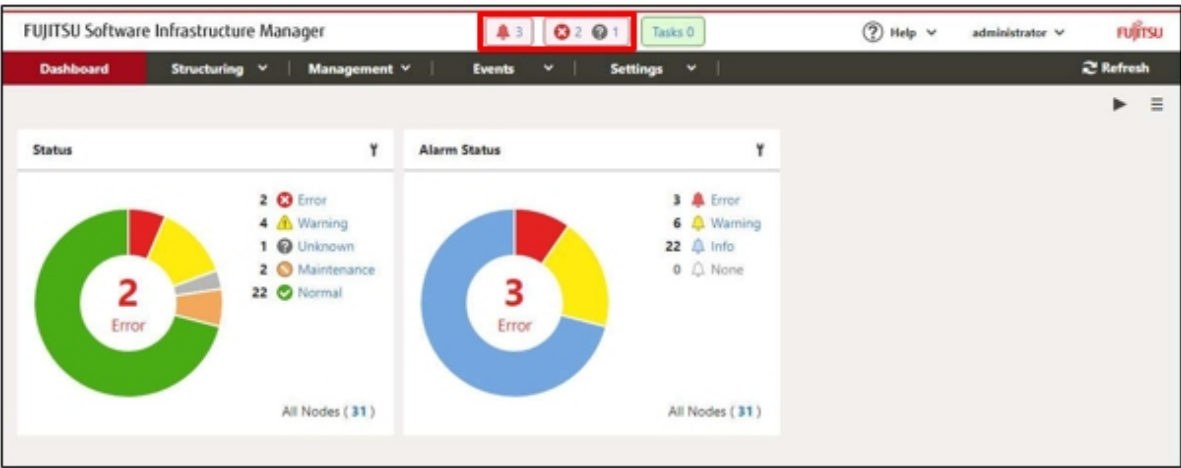 FUJITSU Software Infrastructure Manager 3 2 1 Tasks 0 Help administrator FUJITSU
Dashboard Structuring Management Events Settings Refresh
Status
2 Error
4 Warning
1 Unknown
2 Maintenance
22 Normal
2
Error
All Nodes ( 31 )
Alarm Status
3 Error
6 Warning
22 Info
0 None
3
Error
All Nodes ( 31 )